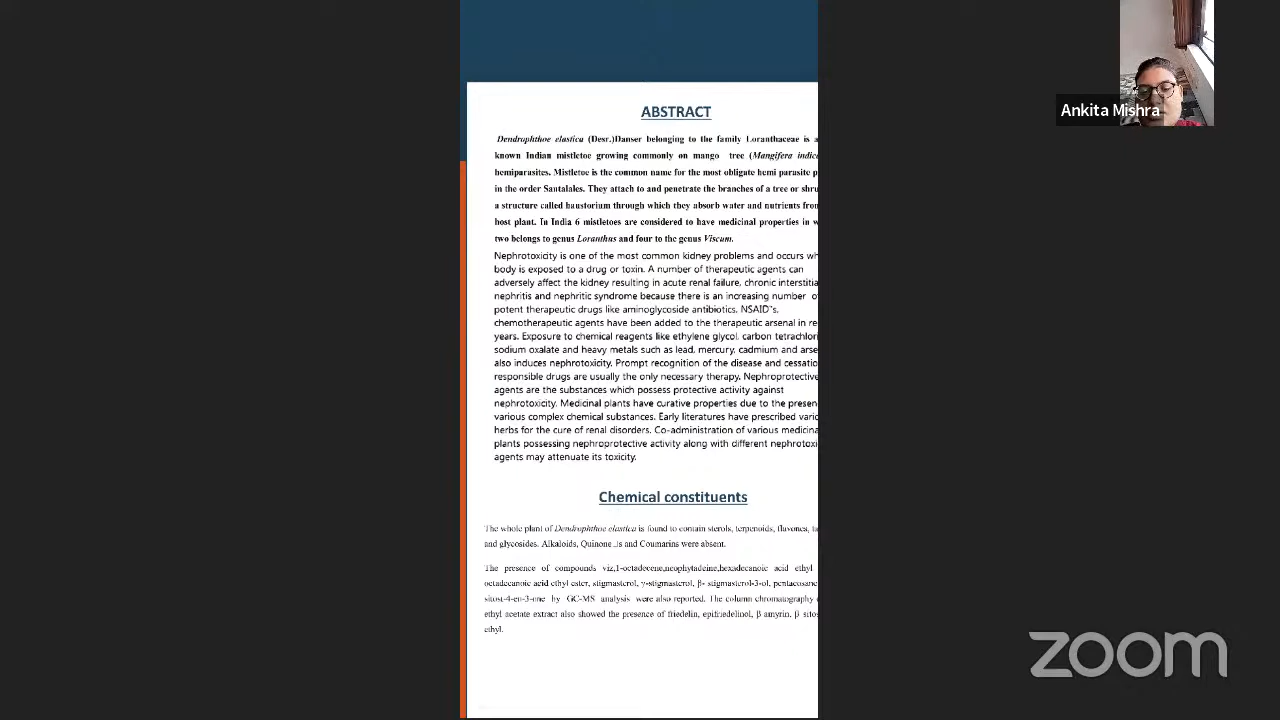 Ankita Mishra
ABSTRACT
Dendrophthoe elastica (Desr.)Danser belonging to the family Loranthaceae is a
known Indian mistletoe growing commonly on mango tree (Mangifera indica
hemiparasites. Mistletoe is the common name for the most obligate hemi parasite p
in the order Santalales. They attach to and penetrate the branches of a tree or shru
a structure called haustorium through which they absorb water and nutrients from
host plant. In India 6 mistletoes are considered to have medicinal properties in w
two belongs to genus Loranthus and four to the genus Viscum.
Nephrotoxicity is one of the most common kidney problems and occurs wh
body is exposed to a drug or toxin. A number of therapeutic agents can
adversely affect the kidney resulting in acute renal failure, chronic interstitia
nephritis and nephritic syndrome because there is an increasing number o
potent therapeutic drugs like aminoglycoside antibiotics, NSAID"s,
chemotherapeutic agents have been added to the therapeutic arsenal in re
years. Exposure to chemical reagents like ethylene glycol, carbon tetrachlori
sodium oxalate and heavy metals such as lead, mercury, cadmium and arse
also induces nephrotoxicity. Prompt recognition of the disease and cessatio
responsible drugs are usually the only necessary therapy. Nephroprotective
agents are the substances which possess protective activity against
nephrotoxicity. Medicinal plants have curative properties due to the presen
various complex chemical substances. Early literatures have prescribed vario
herbs for the cure of renal disorders. Co-administration of various medicina
plants possessing nephroprotective activity along with different nephrotoxi
agents may attenuate its toxicity.
Chemical constituents
The whole plant of Dendrophthoe elastica is found to contain sterols, terpenoids, flavones, ta
and glycosides. Alkaloids, Quinone is and Coumarins were absent.
The presence of compounds viz,1-octadecene,neophytadeine,hexadecanoic acid ethyl
octadecanoic acid ethyl ester, stigmasterol, γ-stigmasterol, β- stigmasterol-3-ol, pentacosane
sitost-4-en-3-one by GC-MS analysis were also reported. The column chromatography
ethyl acetate extract also showed the presence of friedelin, epifriedelinol, β amyrin, β sitos
ethyl.
zoom